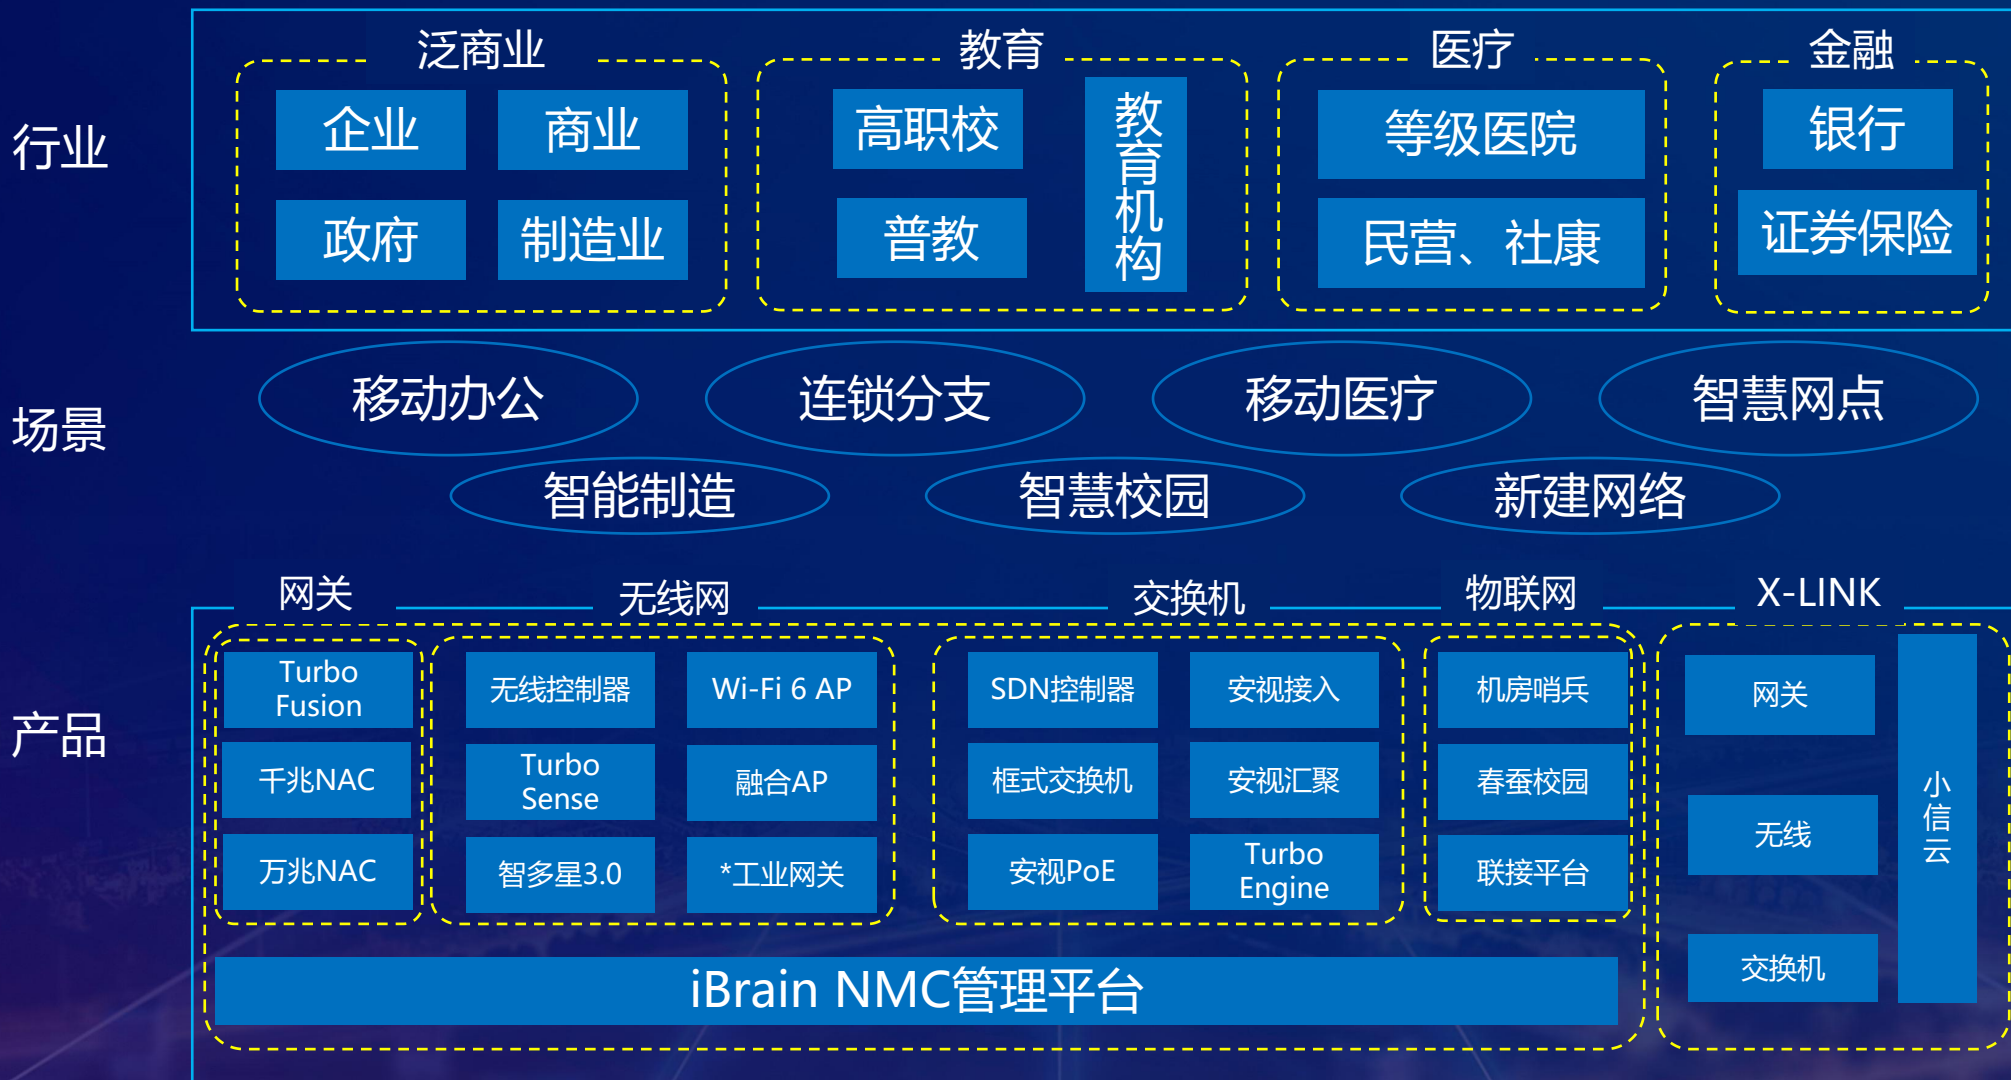 行业
泛商业
企业
商业
政府
制造业
教育
高职校
普教
教育机构
医疗
等级医院
民营、社康
金融
银行
证券保险
场景
移动办公
连锁分支
移动医疗
智慧网点
智能制造
智慧校园
新建网络
产品
网关
Turbo
Fusion
千兆NAC
万兆NAC
无线网
无线控制器
Wi-Fi 6 AP
Turbo
Sense
融合AP
智多星3.0
*工业网关
交换机
SDN控制器
安视接入
框式交换机
安视汇聚
安视PoE
Turbo
Engine
物联网
机房哨兵
春蚕校园
联接平台
iBrain NMC管理平台
X-LINK
网关
无线
交换机
小信云